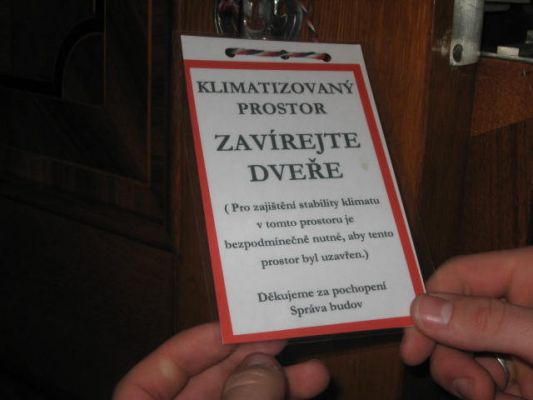 KLIMATIZOVANÝ
PROSTOR
ZAVÍREJTE
DVEŘE
( Pro zajištění stability klimatu
v tomto prostoru je
bezpodmínečně nutné, aby tento
prostor byl uzavřen.)
Děkujeme za pochopení
Správa budov